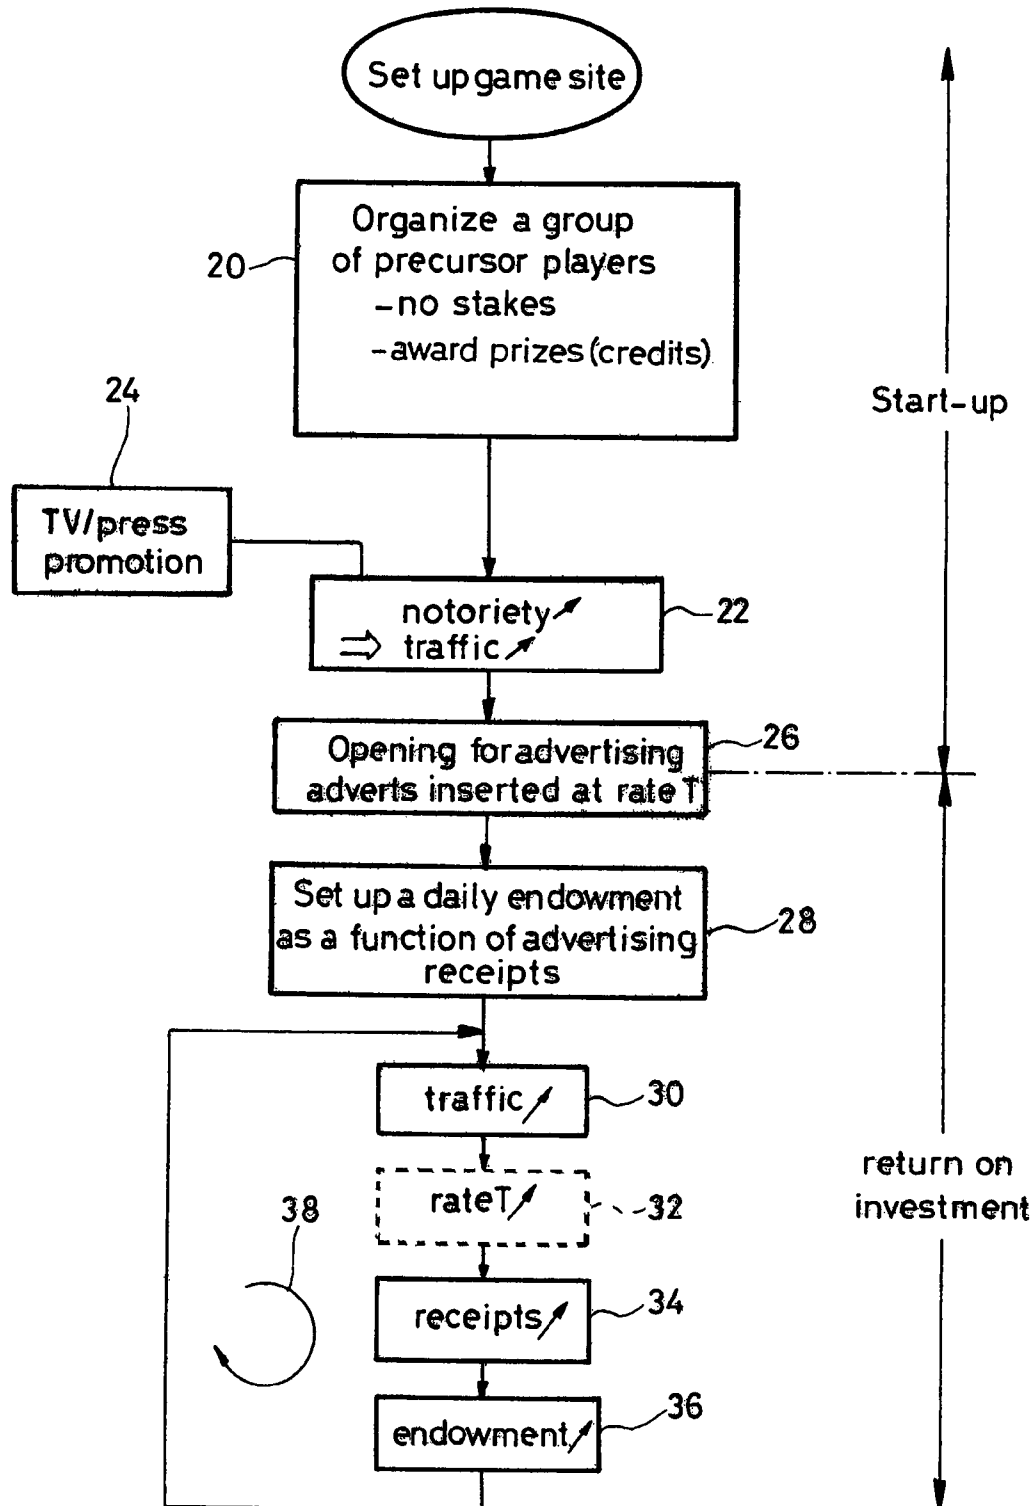 Set up game site
Organize a group
of precursor players
-no stakes
-award prizes (credits)
20
Start-up
24
TV/press
promotion
notoriety
⇒ traffic
22
Opening for advertising
adverts inserted at rate T
26
Set up a daily endowment
as a function of advertising
receipts
28
traffic
30
rate T
32
return on
investment
38
receipts
34
endowment
36